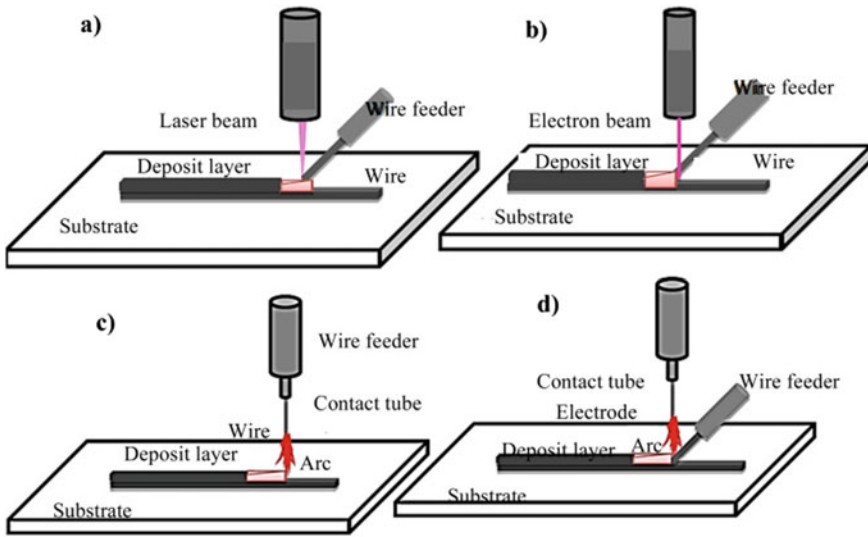 a)
Laser beam
Wire feeder
Deposit layer
Wire
Substrate
b)
Wire feeder
Electron beam
Deposit layer
Wire
Substrate
c)
Wire feeder
Contact tube
Wire
Deposit layer
Arc
Substrate
d)
Contact tube
Wire feeder
Electrode
Deposit layer
Arc
Substrate